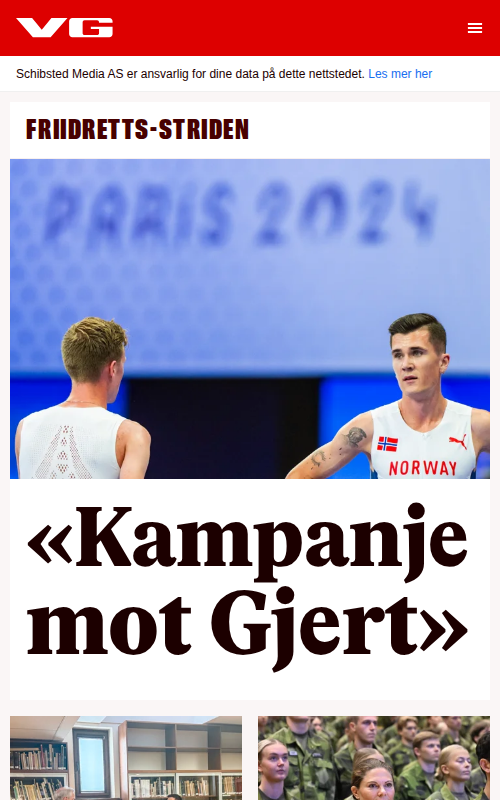 VG
Schibsted Media AS er ansvarlig for dine data på dette nettstedet. Les mer her
FRIIDRETTS-STRIDEN
PARIS 2024
NORWAY
«Kampanje
mot Gjert»